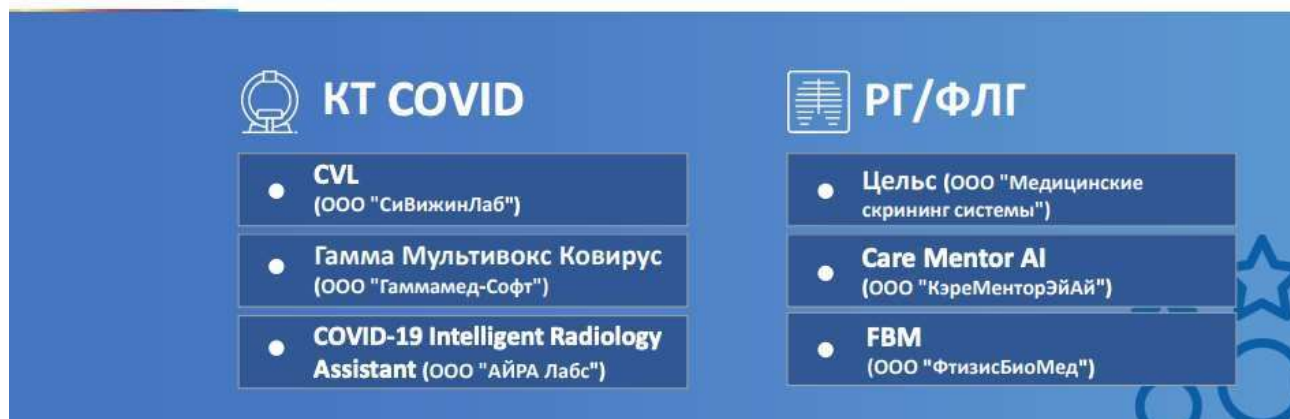 КТ COVID
CVL
(ООО "СиВижинЛаб")
Гамма Мультивокс Ковирус
(ООО "Гаммамед-Софт")
COVID-19 Intelligent Radiology
Assistant (ООО "АЙРА Лабс")
РГ/ФЛГ
Цельс (ООО "Медицинские
скрининг системы")
Care Mentor AI
(ООО "КэреМенторЭйАй")
FBM
(ООО "ФтизисБиоМед")